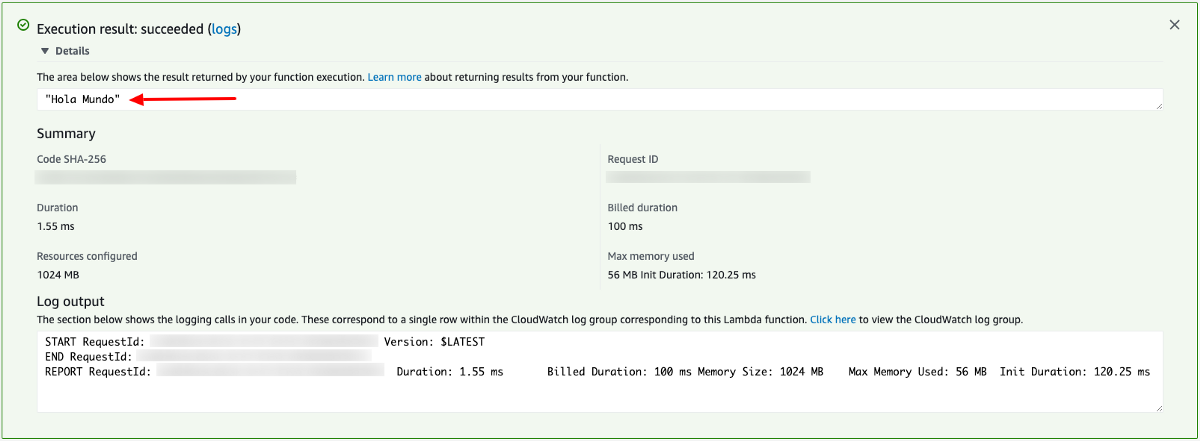 Execution result: succeeded (logs)
Details
The area below shows the result returned by your function execution. Learn more about returning results from your function.
"Hola Mundo"
Summary
Code SHA-256
Request ID
Duration
Billed duration
1.55 ms
100 ms
Resources configured
Max memory used
1024 MB
56 MB Init Duration: 120.25 ms
Log output
The section below shows the logging calls in your code. These correspond to a single row within the CloudWatch log group corresponding to this Lambda function. Click here to view the CloudWatch log group.
START RequestId: Version: $LATEST
END RequestId:
REPORT RequestId: Duration: 1.55 ms Billed Duration: 100 ms Memory Size: 1024 MB Max Memory Used: 56 MB Init Duration: 120.25 ms